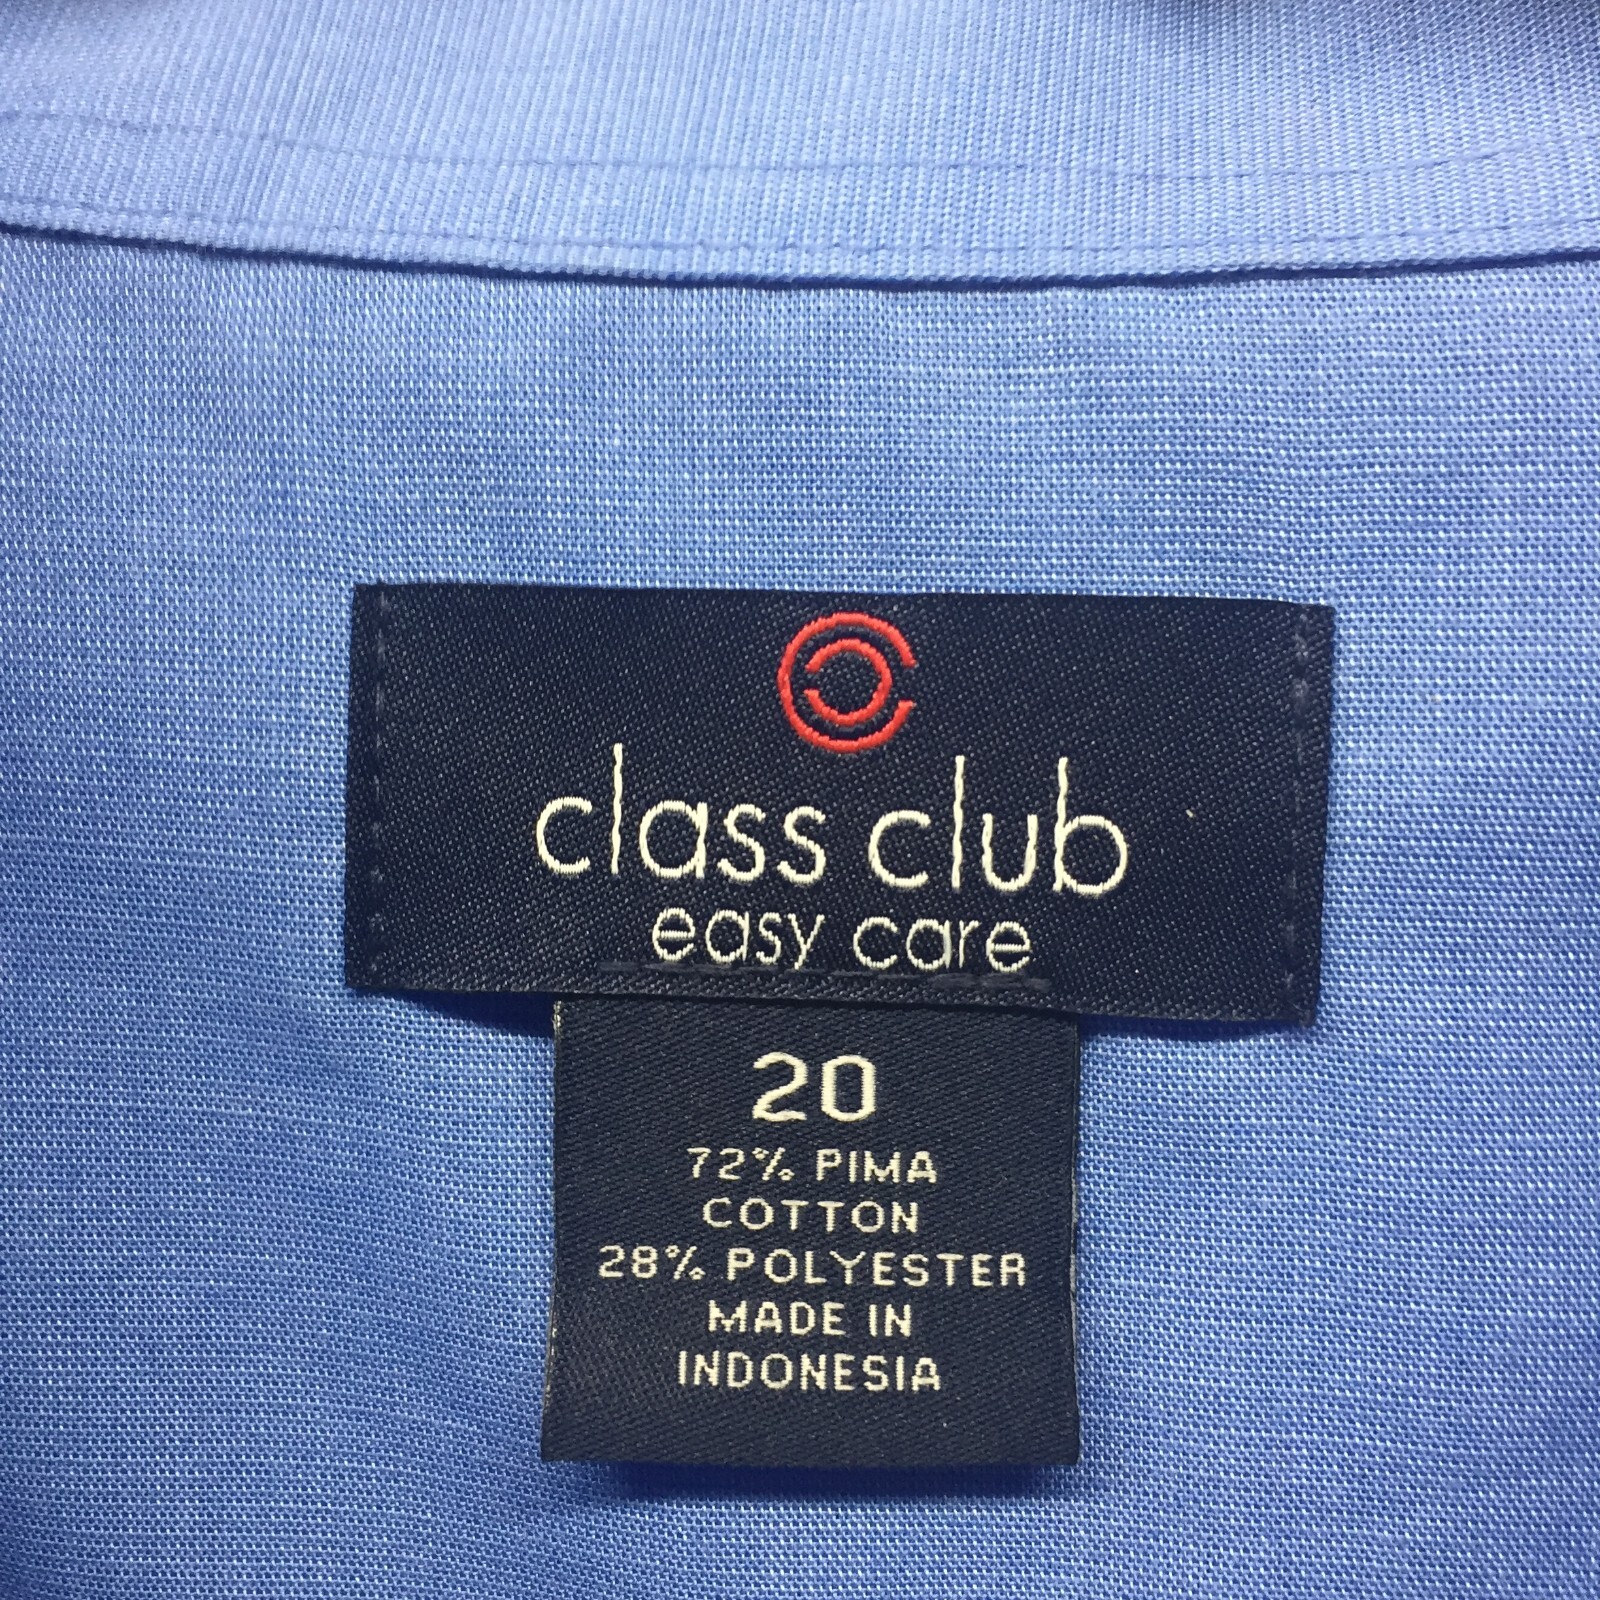 class club
easy care
20
72% PIMA
COTTON
28% POLYESTER
MADE IN
INDONESIA